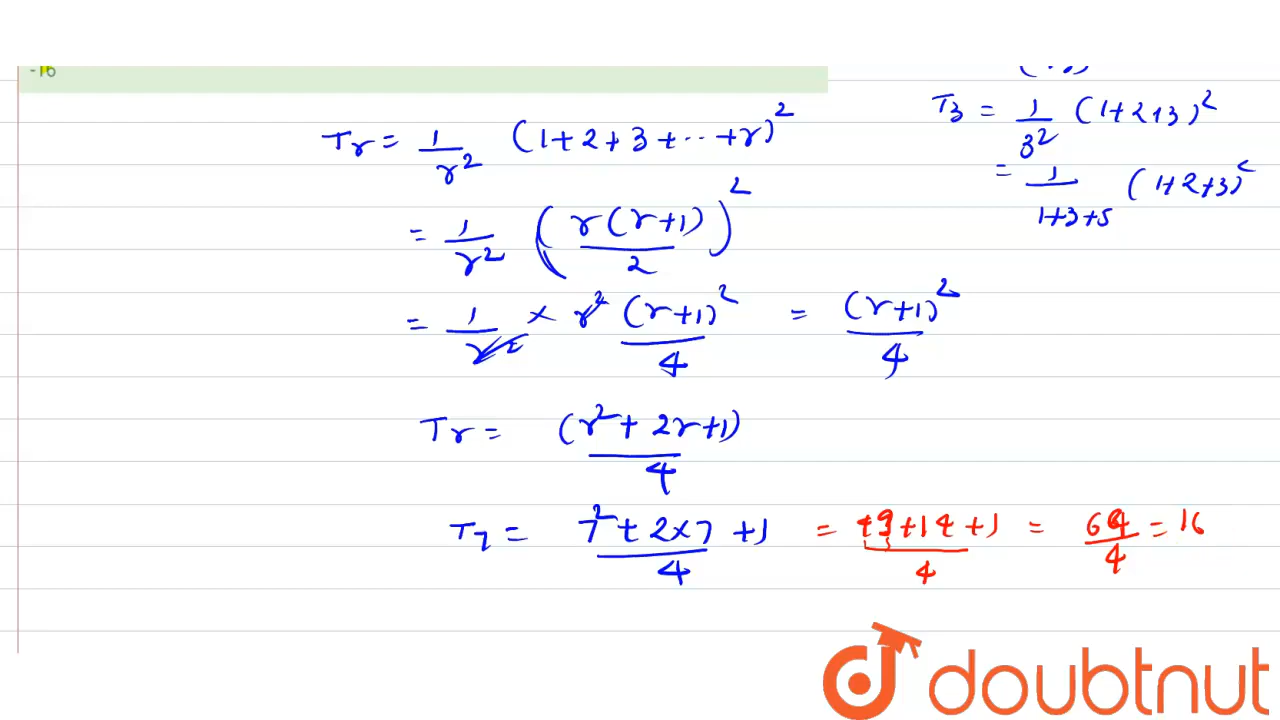 -16
T₃ = 1/3² (1+2+3)²
= 1/(1+3+5) (1+2+3)²
Tᵣ = 1/r² (1+2+3+...+r)²
= 1/r² (r(r+1)/2)²
= 1/r² × r² (r+1)²/4 = (r+1)²/4
Tᵣ = (r²+2r+1)/4
T₇ = (7²+2×7+1)/4 = (49+14+1)/4 = 64/4 = 16
doubtnut